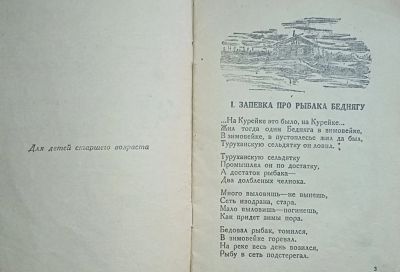 Для детей старшего возраста
I. ЗАПЕВКА ПРО РЫБАКА БЕДНЯГУ
...На Курейке это было, на Курейке...
Жил тогда один Бедняга в зимовейке,
В зимовейке, в пустоплесье жил да был,
Туруханскую сельдятку он ловил.
Туруханскую сельдятку
Промышлял он по достатку,
А достаток рыбака—
Два долбленых челнока.
Много выловишь—не вынешь,
Сеть изодрана, стара.
Мало выловишь—погинешь,
Как придет зимы пора.
Бедовал рыбак, томился,
В зимовейке горевал.
На реке весь день возился,
Рыбу в сеть подстерегал.
3